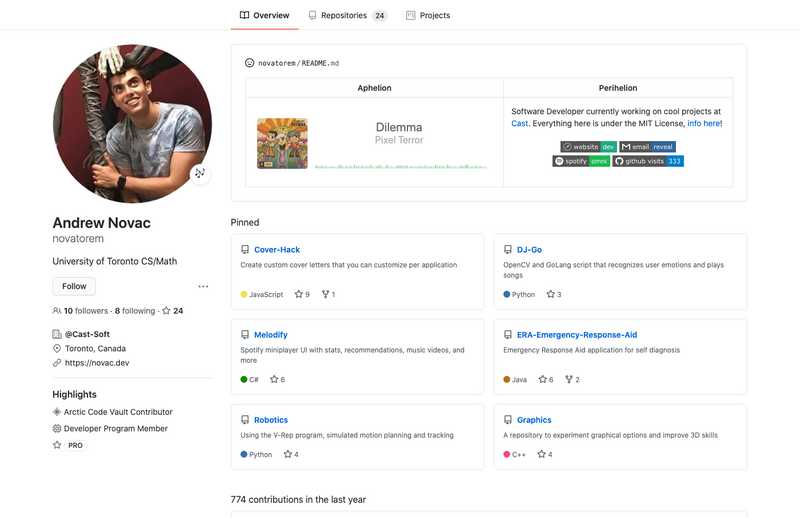 Overview Repositories 24 Projects
novatorem/README.md
Aphelion Perihelion
Dilemma
Pixel Terror
Software Developer currently working on cool projects at
Cast. Everything here is under the MIT License, info here!
website dev email reveal
spotify omni github visits 333
Andrew Novac
novatorem
University of Toronto CS/Math
Follow
10 followers · 8 following · 24
@Cast-Soft
Toronto, Canada
https://novac.dev
Highlights
Arctic Code Vault Contributor
Developer Program Member
PRO
Pinned
Cover-Hack
Create custom cover letters that you can customize per application
JavaScript 9 1
DJ-Go
OpenCV and GoLang script that recognizes user emotions and plays
songs
Python 3
Melodify
Spotify miniplayer UI with stats, recommendations, music videos, and
more
C# 6
ERA-Emergency-Response-Aid
Emergency Response Aid application for self diagnosis
Java 6 2
Robotics
Using the V-Rep program, simulated motion planning and tracking
Python 4
Graphics
A repository to experiment graphical options and improve 3D skills
C++ 4
774 contributions in the last year